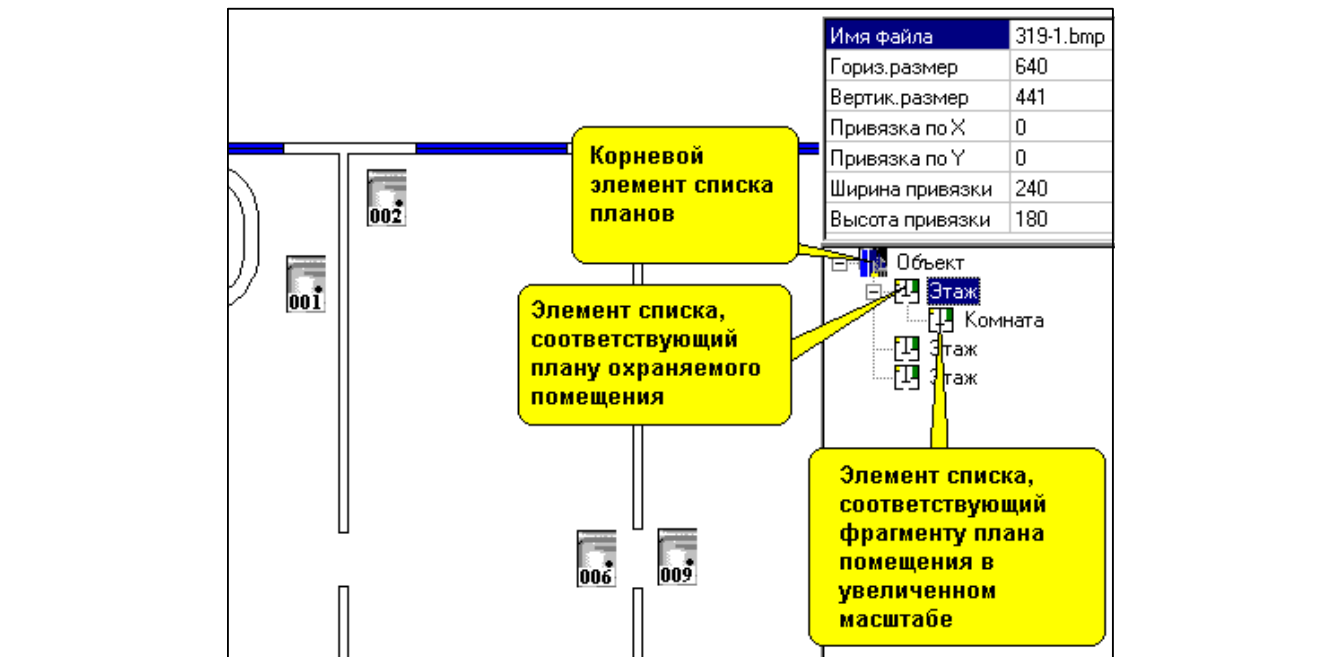 Имя файла 319-1.bmp
Гориз.размер 640
Вертик.размер 441
Привязка по X 0
Привязка по Y 0
Ширина привязки 240
Высота привязки 180
Корневой
элемент списка
планов
002
001
Объект
Этаж
Комната
Этаж
Этаж
Элемент списка,
соответствующий
плану охраняемого
помещения
Элемент списка,
соответствующий
фрагменту плана
помещения в
увеличенном
масштабе
006
009